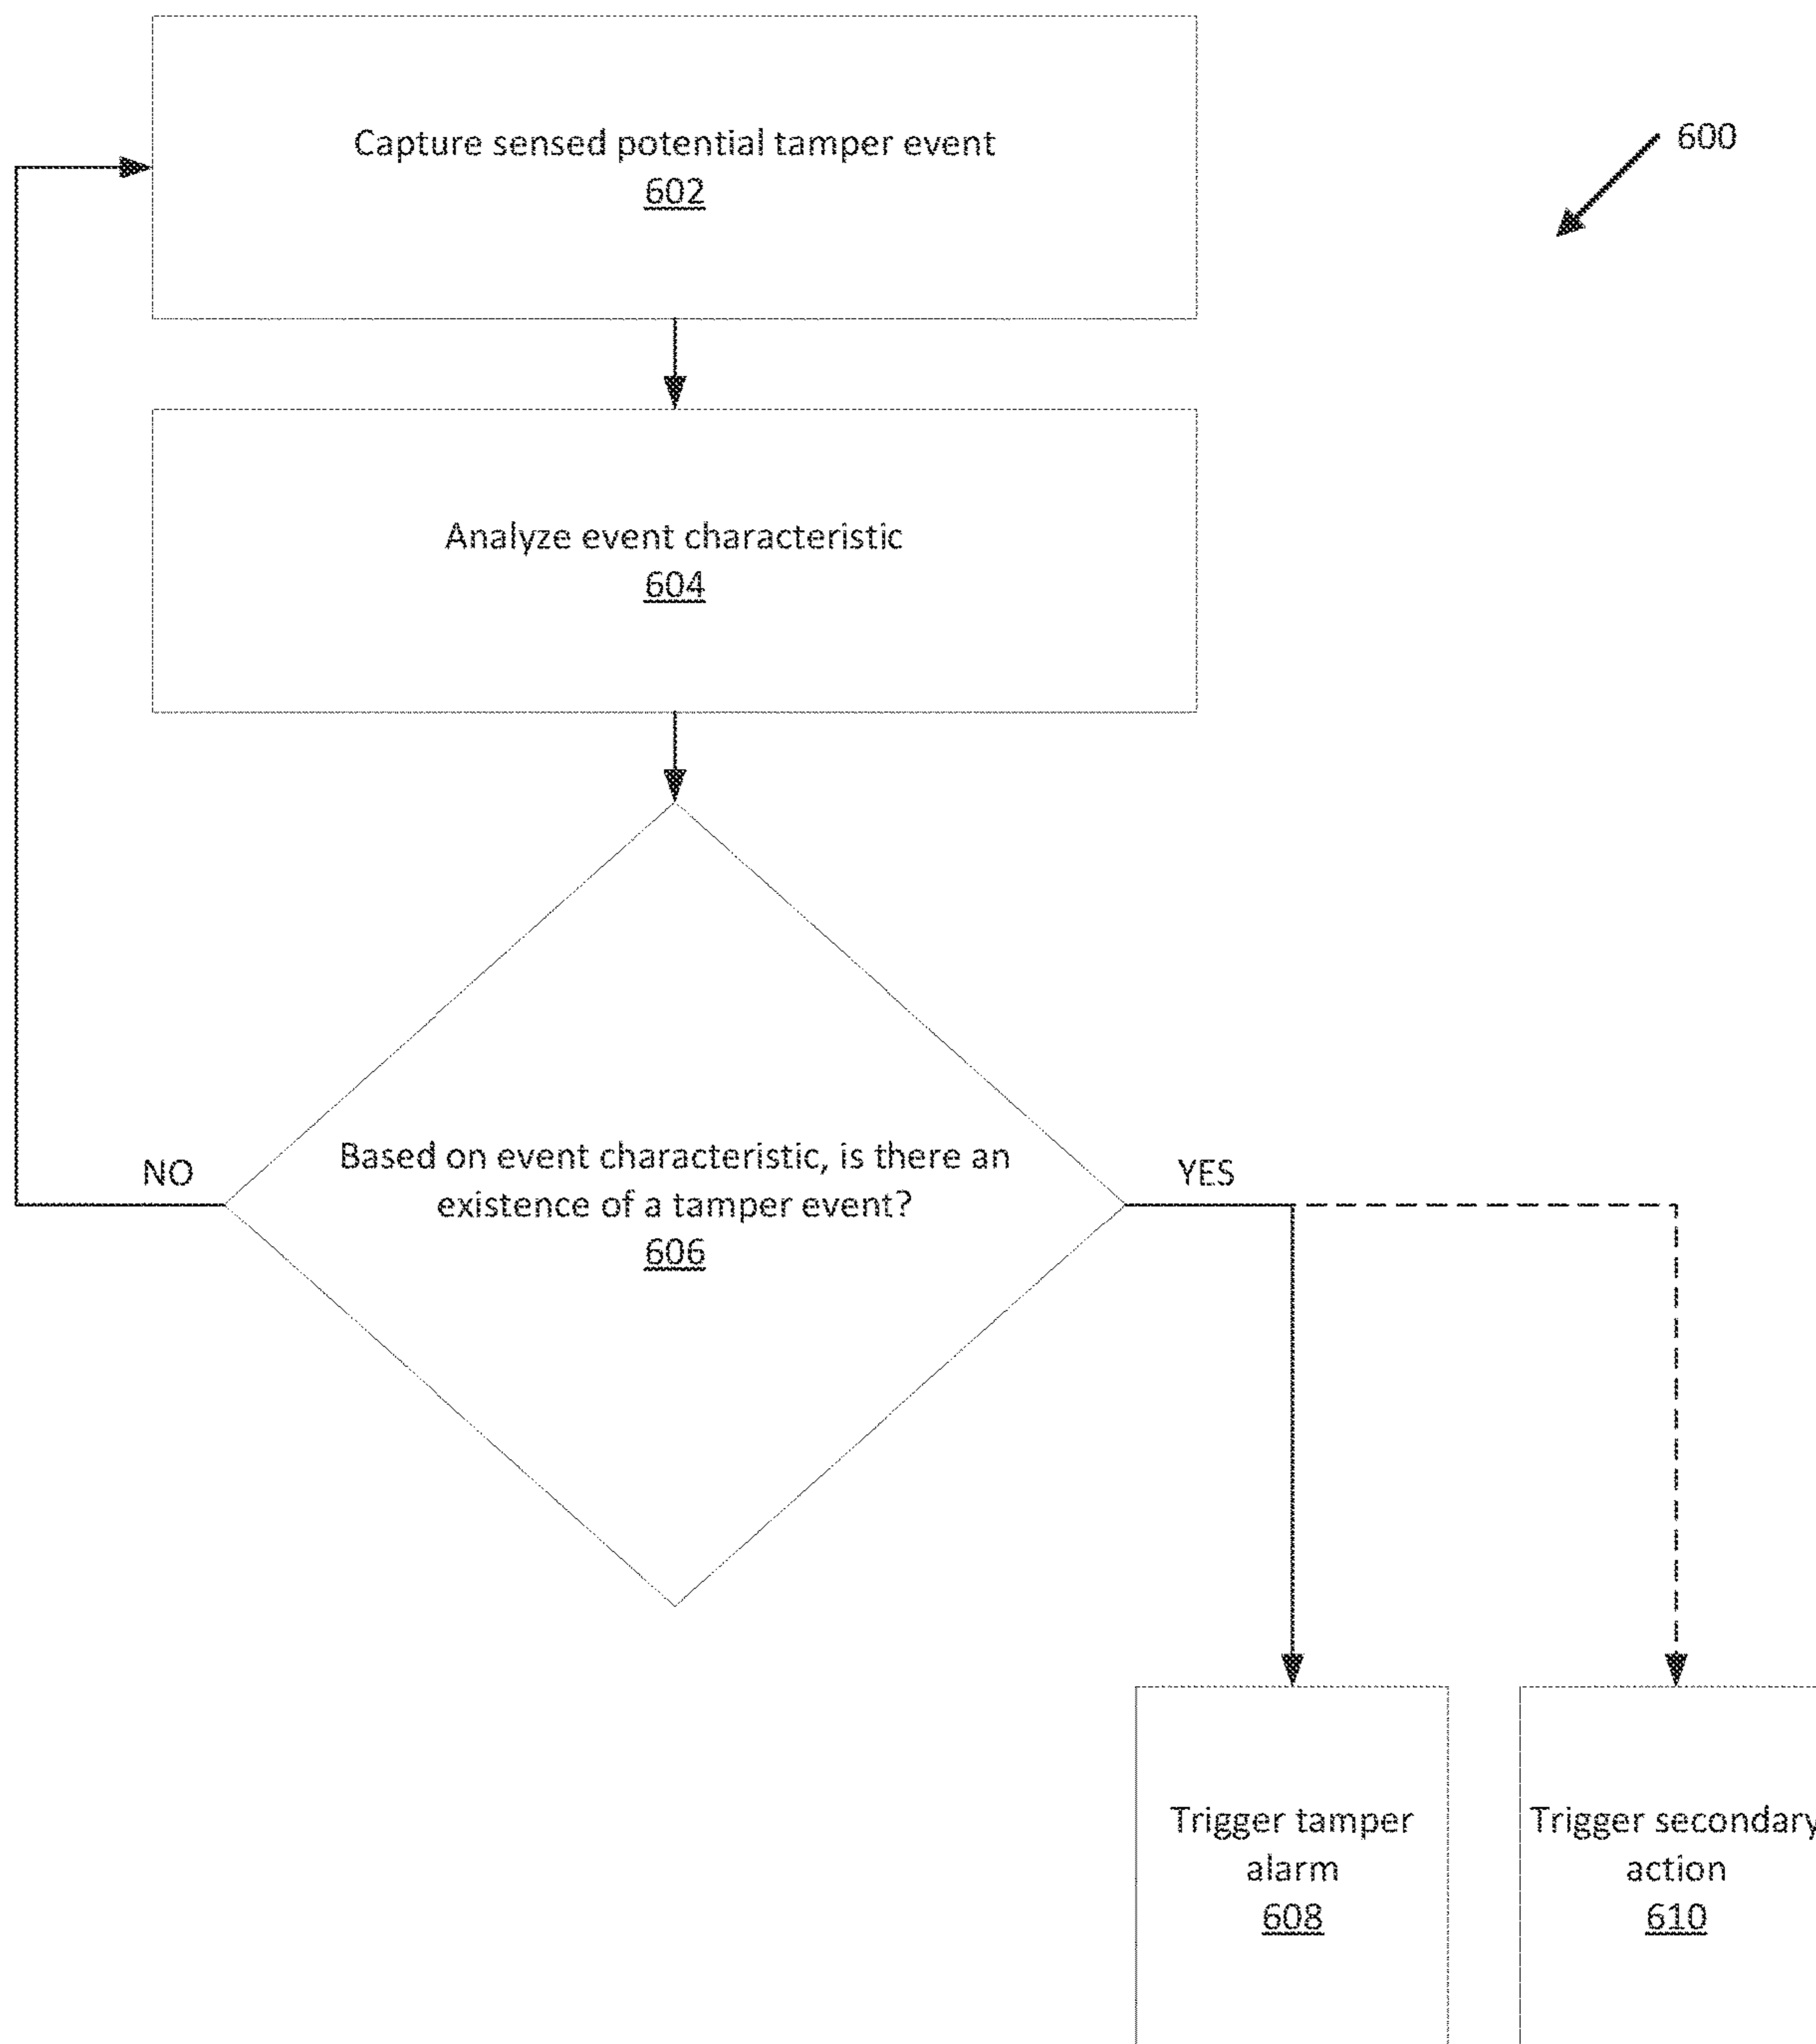 Capture sensed potential tamper event
602
600
Analyze event characteristic
604
Based on event characteristic, is there an
existence of a tamper event?
606
NO
YES
Trigger tamper
alarm
608
Trigger secondary
action
610